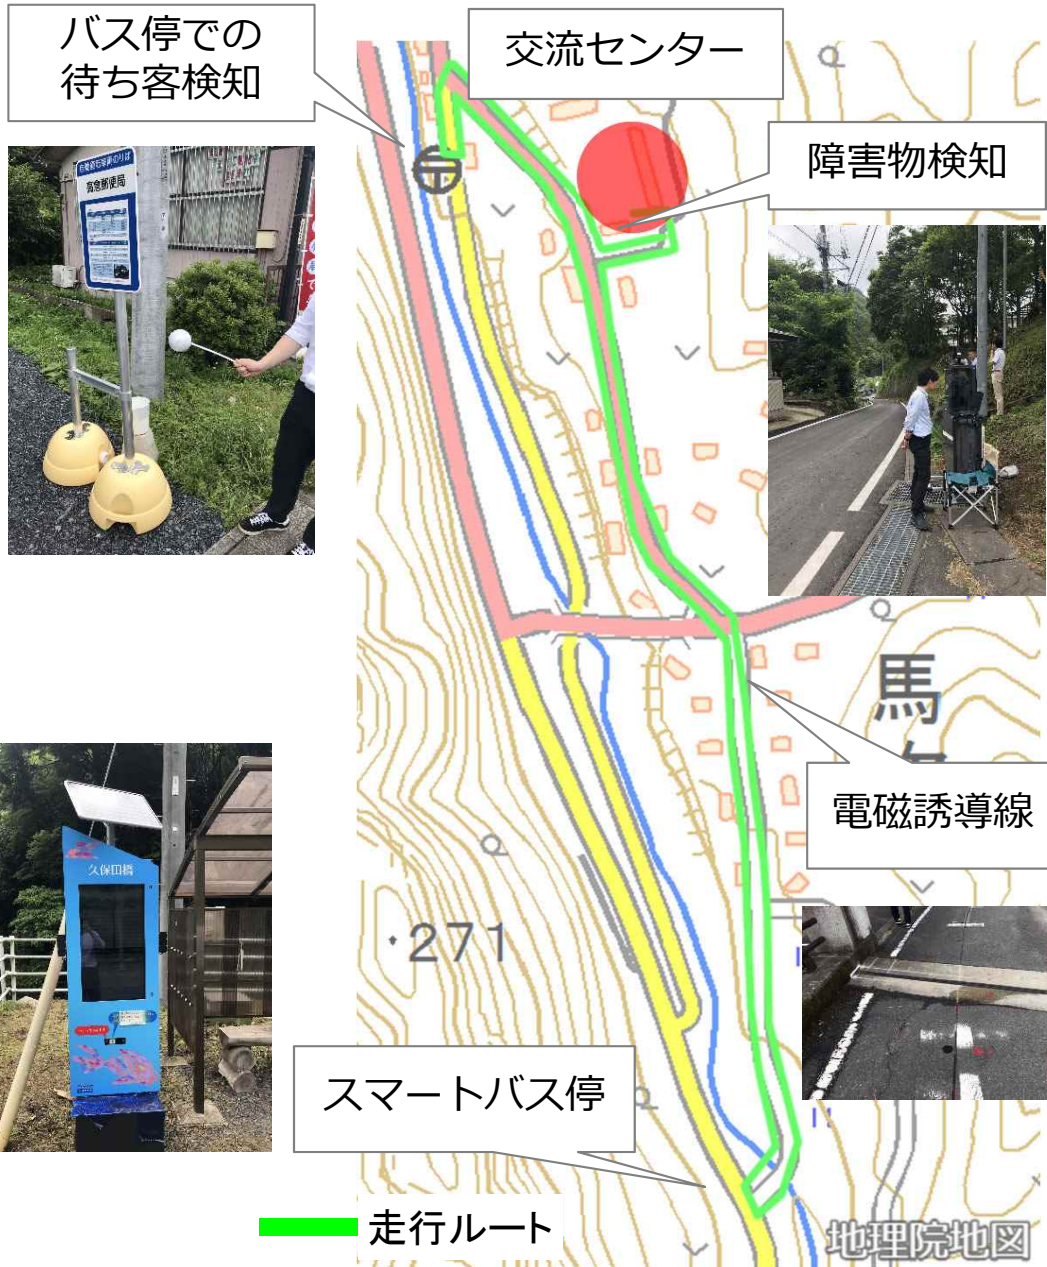 バス停での
待ち客検知
交流センター
障害物検知
高倉郵便局
馬
電磁誘導線
久保田橋
271
スマートバス停
走行ルート
地理院地図